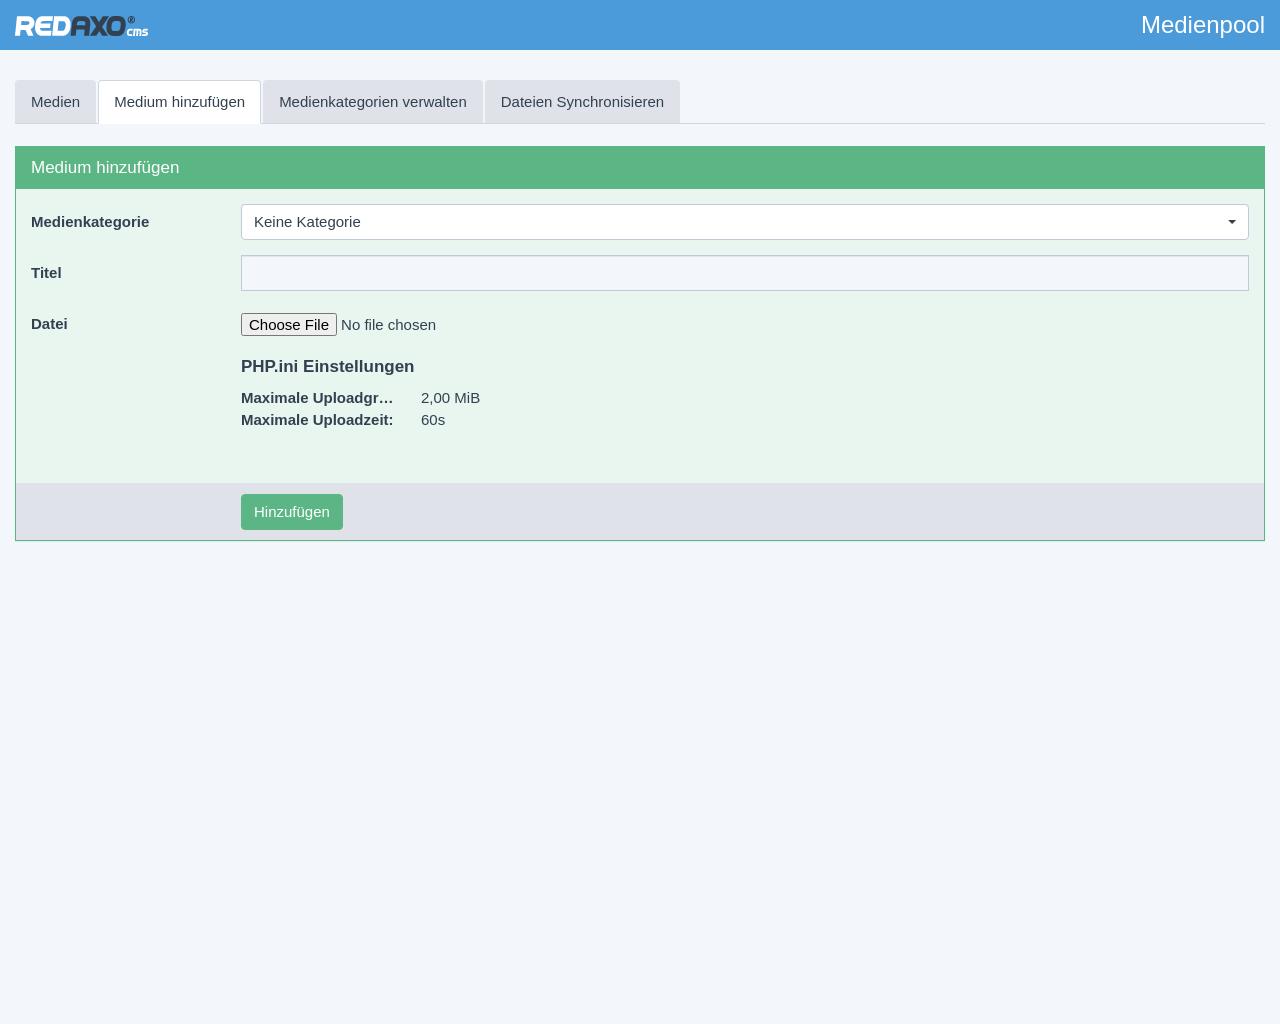 REDAXO® cms
Medienpool
Medien
Medium hinzufügen
Medienkategorien verwalten
Dateien Synchronisieren
Medium hinzufügen
Medienkategorie
Keine Kategorie
Titel
Datei
Choose File No file chosen
PHP.ini Einstellungen
Maximale Uploadgr… 2,00 MiB
Maximale Uploadzeit: 60s
Hinzufügen